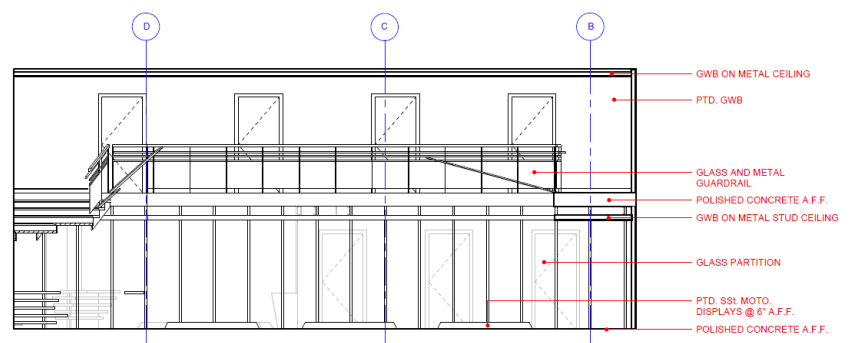 D
C
B
GWB ON METAL CEILING
PTD. GWB
GLASS AND METAL
GUARDRAIL
POLISHED CONCRETE A.F.F.
GWB ON METAL STUD CEILING
GLASS PARTITION
PTD. SSt. MOTO.
DISPLAYS @ 6" A.F.F.
POLISHED CONCRETE A.F.F.